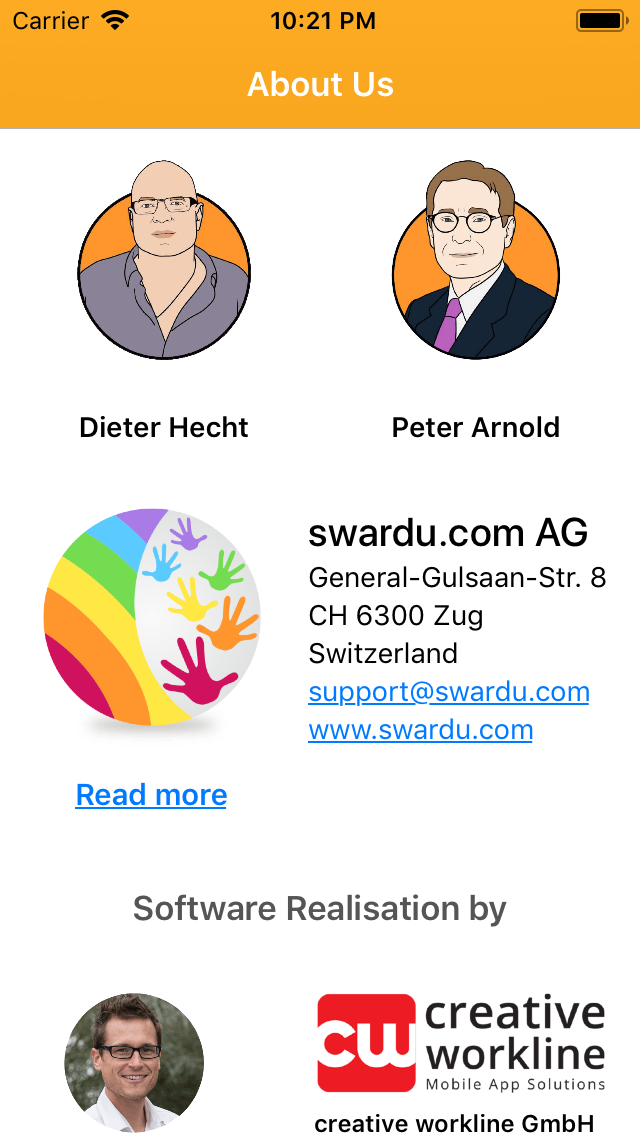 Carrier 10:21 PM
About Us
Dieter Hecht Peter Arnold
swardu.com AG
General-Gulsaan-Str. 8
CH 6300 Zug
Switzerland
support@swardu.com
www.swardu.com
Read more
Software Realisation by
cw creative
workline
Mobile App Solutions
creative workline GmbH